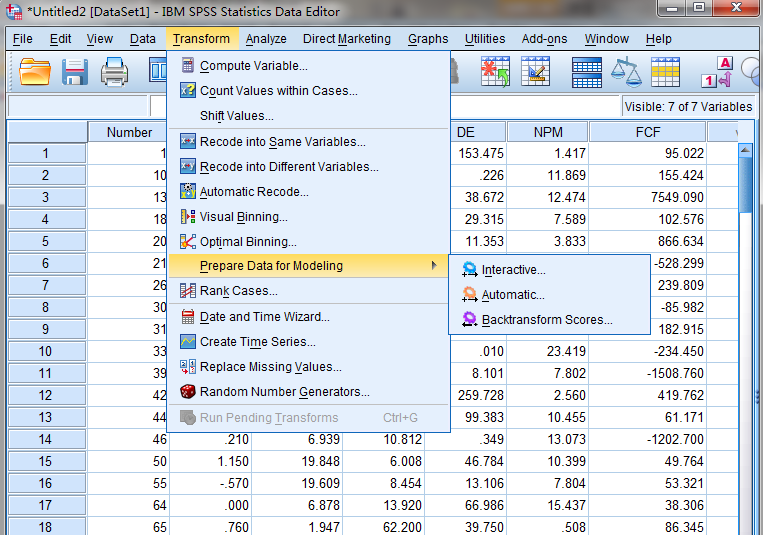 *Untitled2 [DataSet1] - IBM SPSS Statistics Data Editor
File Edit View Data Transform Analyze Direct Marketing Graphs Utilities Add-ons Window Help
1 A
Visible: 7 of 7 Variables
Compute Variable...
Count Values within Cases...
Shift Values...
Recode into Same Variables...
Recode into Different Variables...
Automatic Recode...
Visual Binning...
Optimal Binning...
Prepare Data for Modeling
Rank Cases...
Date and Time Wizard...
Create Time Series...
Replace Missing Values...
Random Number Generators...
Run Pending Transforms Ctrl+G
Interactive...
Automatic...
Backtransform Scores...
Number DE NPM FCF
1 1 153.475 1.417 95.022
2 10 .226 11.869 155.424
3 13 38.672 12.474 7549.090
4 18 29.315 7.589 102.576
5 20 11.353 3.833 866.634
6 21 -528.299
7 26 239.809
8 30 -85.982
9 31 182.915
10 33 .010 23.419 -234.450
11 39 8.101 7.802 -1508.760
12 42 259.728 2.560 419.762
13 44 99.383 10.455 61.171
14 46 .210 6.939 10.812 .349 13.073 -1202.700
15 50 1.150 19.848 6.008 46.784 10.399 49.764
16 55 -.570 19.609 8.454 13.106 7.804 53.321
17 64 .000 6.878 13.920 66.986 15.437 38.306
18 65 .760 1.947 62.200 39.750 .508 86.345